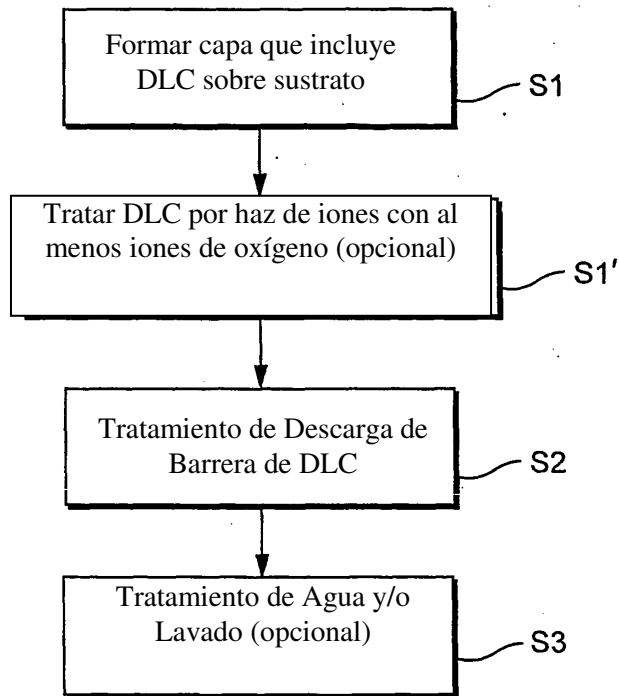 Formar capa que incluye
DLC sobre sustrato
S1
Tratar DLC por haz de iones con al
menos iones de oxígeno (opcional)
S1'
Tratamiento de Descarga de
Barrera de DLC
S2
Tratamiento de Agua y/o
Lavado (opcional)
S3